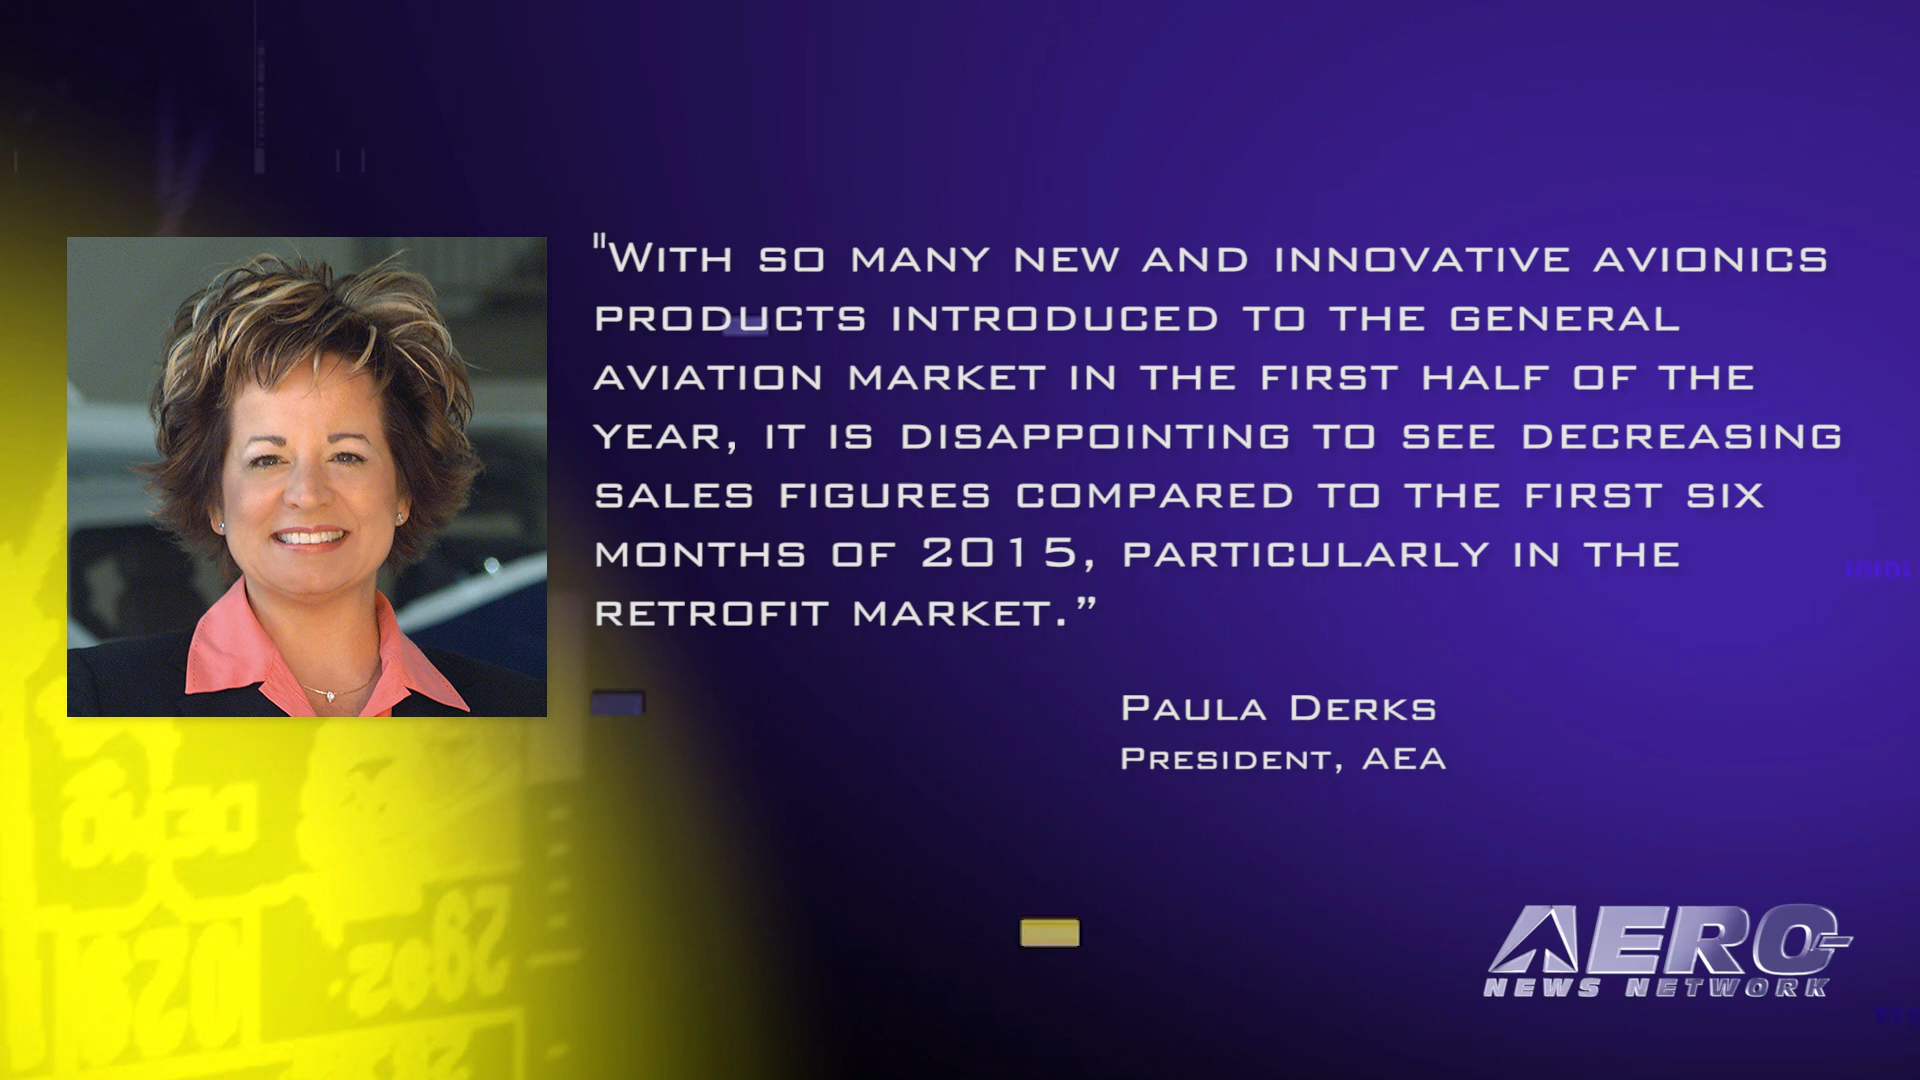 "With so many new and innovative avionics
products introduced to the general
aviation market in the first half of the
year, it is disappointing to see decreasing
sales figures compared to the first six
months of 2015, particularly in the
retrofit market.”
Paula Derks
President, AEA
AERO-
NEWS NETWORK